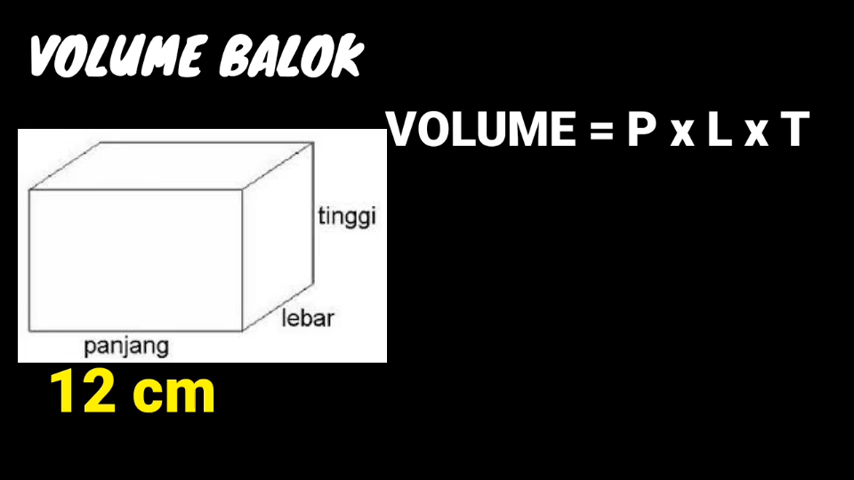 VOLUME BALOK
VOLUME = P x L x T
tinggi
lebar
panjang
12 cm